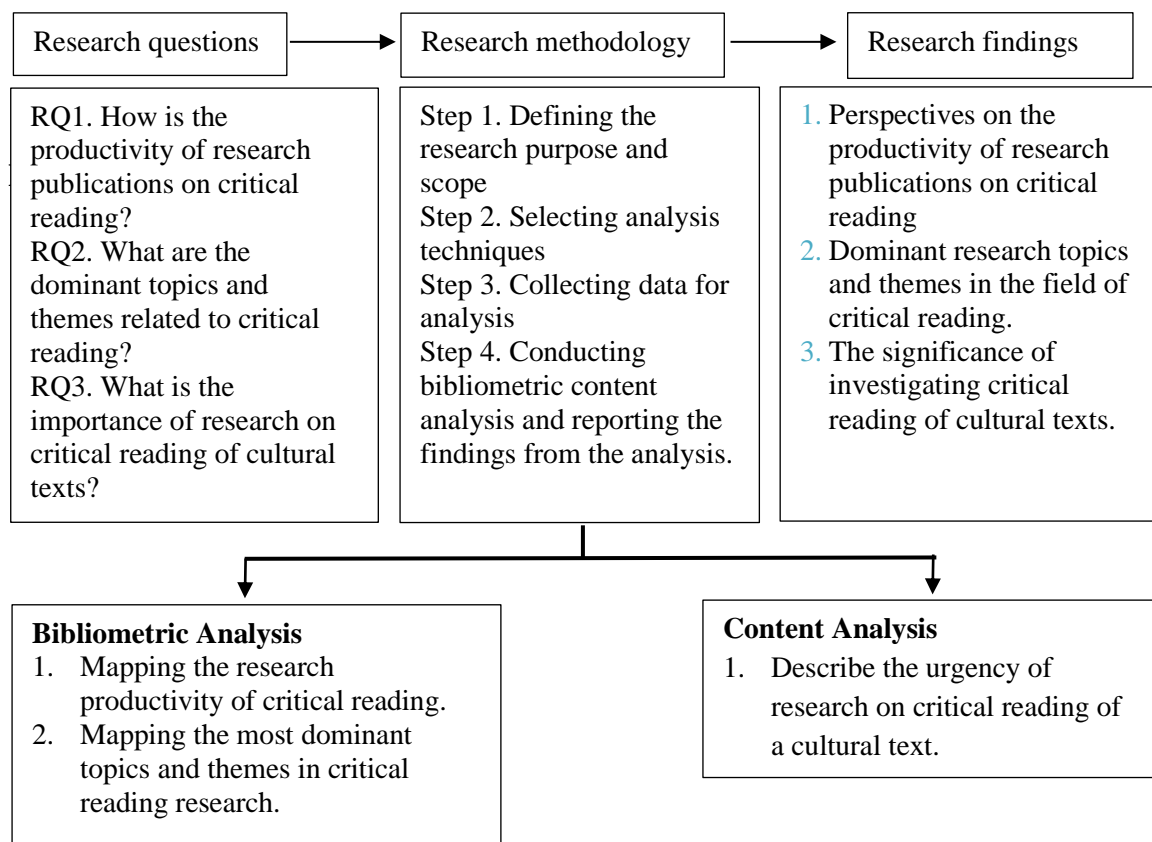 Research questions
Research methodology
Research findings
RQ1. How is the
productivity of research
publications on critical
reading?
RQ2. What are the
dominant topics and
themes related to critical
reading?
RQ3. What is the
importance of research on
critical reading of cultural
texts?
Step 1. Defining the
research purpose and
scope
Step 2. Selecting analysis
techniques
Step 3. Collecting data for
analysis
Step 4. Conducting
bibliometric content
analysis and reporting the
findings from the analysis.
1. Perspectives on the
productivity of research
publications on critical
reading
2. Dominant research topics
and themes in the field of
critical reading.
3. The significance of
investigating critical
reading of cultural texts.
Bibliometric Analysis
1. Mapping the research
productivity of critical reading.
2. Mapping the most dominant
topics and themes in critical
reading research.
Content Analysis
1. Describe the urgency of
research on critical reading of
a cultural text.